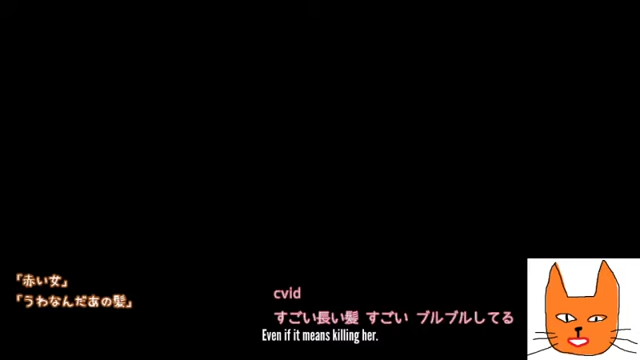 「赤い女」
「うわなんだあの髪」
cvid
すごい長い髪 すごい ブルブルしてる
Even if it means killing her.